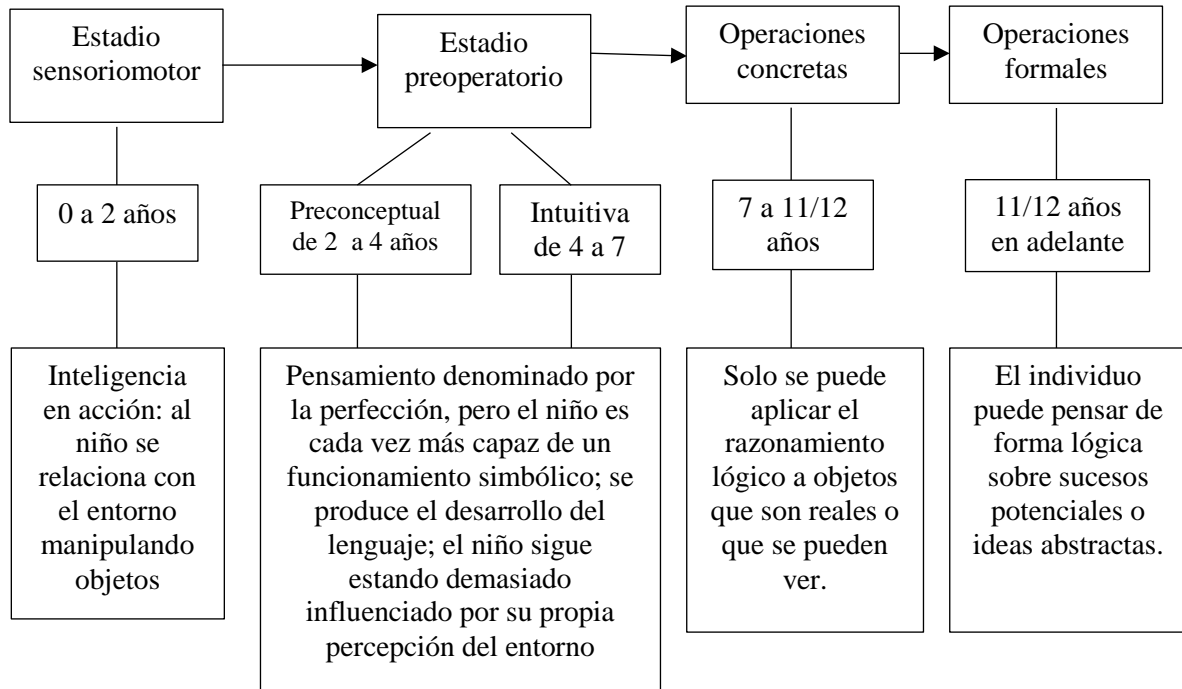 Estadio
sensoriomotor
Estadio
preoperatorio
Operaciones
concretas
Operaciones
formales
0 a 2 años
Preconceptual
de 2 a 4 años
Intuitiva
de 4 a 7
7 a 11/12
años
11/12 años
en adelante
Inteligencia
en acción: al
niño se
relaciona con
el entorno
manipulando
objetos
Pensamiento denominado por
la perfección, pero el niño es
cada vez más capaz de un
funcionamiento simbólico; se
produce el desarrollo del
lenguaje; el niño sigue
estando demasiado
influenciado por su propia
percepción del entorno
Solo se puede
aplicar el
razonamiento
lógico a objetos
que son reales o
que se pueden
ver.
El individuo
puede pensar de
forma lógica
sobre sucesos
potenciales o
ideas abstractas.